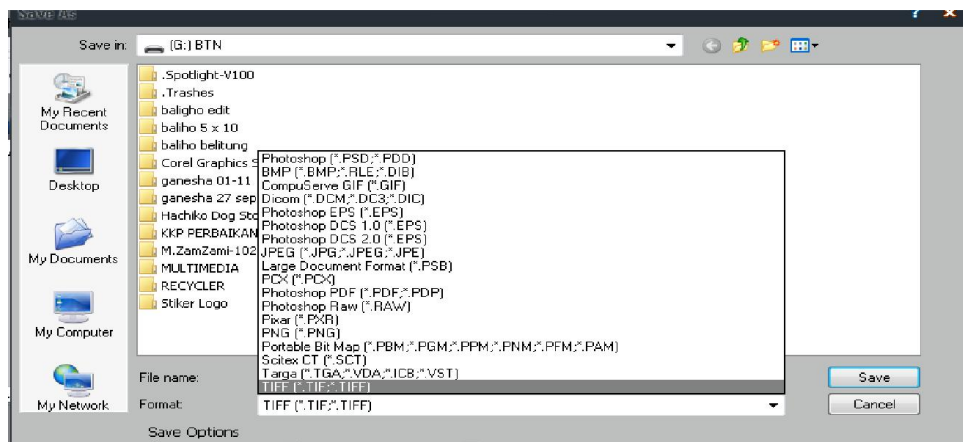 Save As
Save in:
(G:) BTN
My Recent
Documents
Desktop
My Documents
My Computer
My Network
.Spotlight-V100
.Trashes
baligho edit
baliho 5 x 10
baliho belitung
Corel Graphics S
ganesha 01-11
ganesha 27 sep
Hachiko Dog Sto
KKP PERBAIKAN
M.ZamZami-102
MULTIMEDIA
RECYCLER
Stiker Logo
Photoshop (*.PSD;*.PDD)
BMP (*.BMP;*.RLE;*.DIB)
CompuServe GIF (*.GIF)
Dicom (*.DCM;*.DC3;*.DIC)
Photoshop EPS (*.EPS)
Photoshop DCS 1.0 (*.EPS)
Photoshop DCS 2.0 (*.EPS)
JPEG (*.JPG;*.JPEG;*.JPE)
Large Document Format (*.PSB)
PCX (*.PCX)
Photoshop PDF (*.PDF;*.PDP)
Photoshop Raw (*.RAW)
Pixar (*.PXR)
PNG (*.PNG)
Portable Bit Map (*.PBM;*.PGM;*.PPM;*.PNM;*.PFM;*.PAM)
Scitex CT (*.SCT)
Targa (*.TGA;*.VDA;*.ICB;*.VST)
TIFF (*.TIF;*.TIFF)
File name:
Save
Format:
TIFF (*.TIF;*.TIFF)
Cancel
Save Options